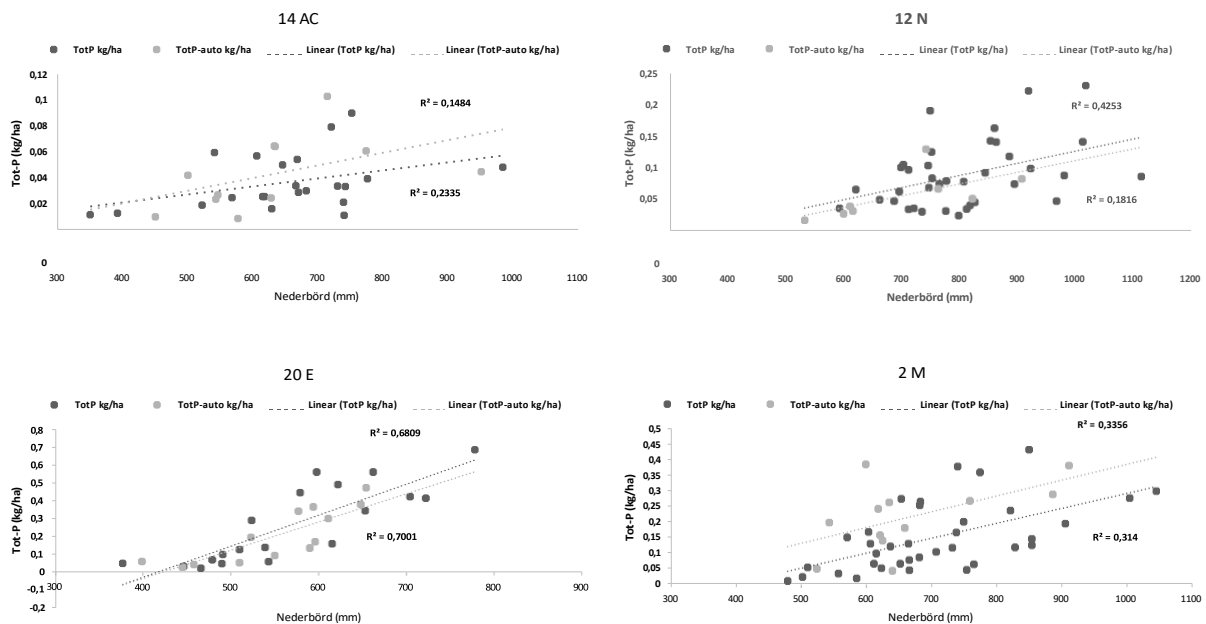 14 AC
TotP kg/ha TotP-auto kg/ha Linear (TotP kg/ha) Linear (TotP-auto kg/ha)
Tot-P (kg/ha)
0,12
0,1
0,08
0,06
0,04
0,02
0
R² = 0,1484
R² = 0,2335
300 400 500 600 700 800 900 1000 1100
Nederbörd (mm)
12 N
TotP kg/ha TotP-auto kg/ha Linear (TotP kg/ha) Linear (TotP-auto kg/ha)
Tot-P (kg/ha)
0,25
0,2
0,15
0,1
0,05
0
R² = 0,4253
R² = 0,1816
300 400 500 600 700 800 900 1000 1100 1200
Nederbörd (mm)
20 E
TotP kg/ha TotP-auto kg/ha Linear (TotP kg/ha) Linear (TotP-auto kg/ha)
Tot-P (kg/ha)
0,8
0,7
0,6
0,5
0,4
0,3
0,2
0,1
0
-0,1
-0,2
R² = 0,6809
R² = 0,7001
300 400 500 600 700 800 900
Nederbörd (mm)
2 M
TotP kg/ha TotP-auto kg/ha Linear (TotP kg/ha) Linear (TotP-auto kg/ha)
Tot-P (kg/ha)
0,5
0,45
0,4
0,35
0,3
0,25
0,2
0,15
0,1
0,05
0
R² = 0,3356
R² = 0,314
300 400 500 600 700 800 900 1000 1100
Nederbörd (mm)